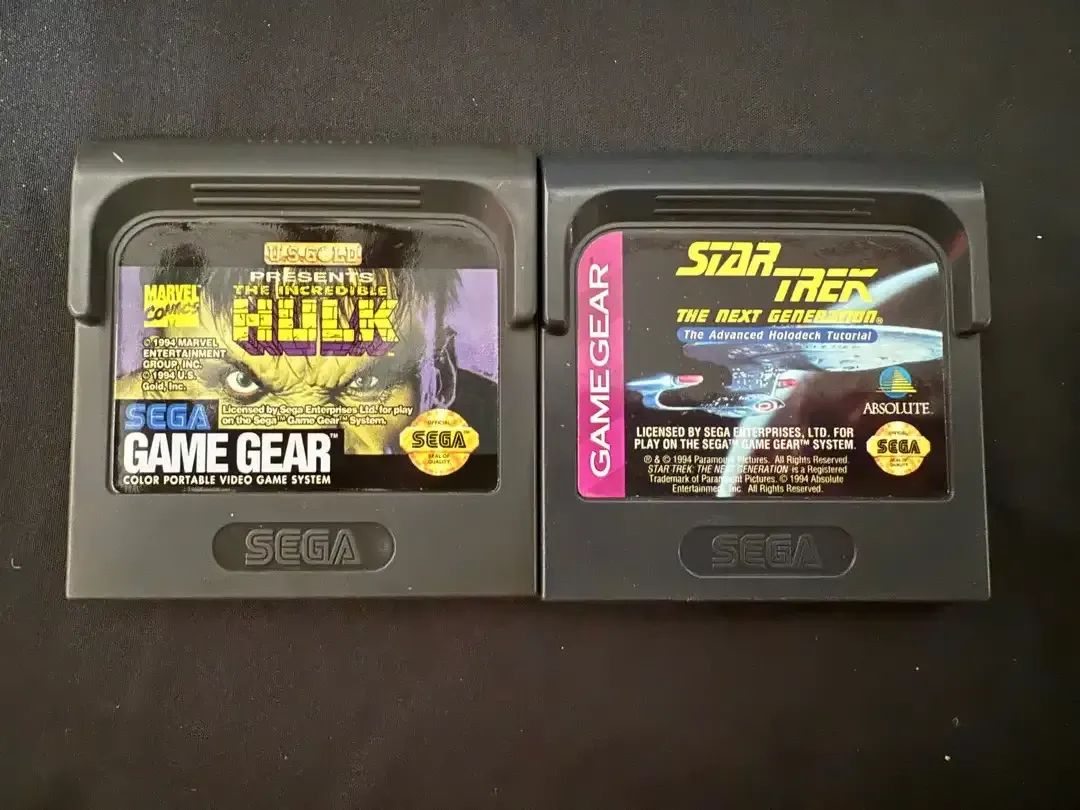 U.S. GOLD
PRESENTS
THE INCREDIBLE
HULK™
MARVEL
COMICS
© 1994 MARVEL
ENTERTAINMENT
GROUP, INC.
© 1994 U.S.
Gold, Inc.
SEGA
Licensed by Sega Enterprises Ltd. for play
on the Sega™ Game Gear™ System.
GAME GEAR™
COLOR PORTABLE VIDEO GAME SYSTEM
OFFICIAL
SEGA
SEAL OF
QUALITY
SEGA
GAME GEAR
STAR
TREK
THE NEXT GENERATION®
The Advanced Holodeck Tutorial
ABSOLUTE™
LICENSED BY SEGA ENTERPRISES, LTD. FOR
PLAY ON THE SEGA™ GAME GEAR™ SYSTEM.
® & © 1994 Paramount Pictures. All Rights Reserved.
STAR TREK: THE NEXT GENERATION is a Registered
Trademark of Paramount Pictures. © 1994 Absolute
Entertainment, Inc. All Rights Reserved.
OFFICIAL
SEGA
SEAL OF
QUALITY
SEGA